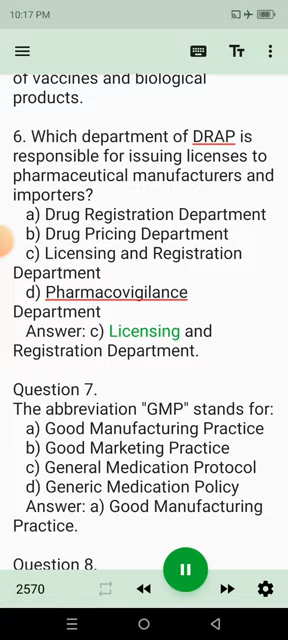 10:17 PM
of vaccines and biological
products.
6. Which department of DRAP is
responsible for issuing licenses to
pharmaceutical manufacturers and
importers?
a) Drug Registration Department
b) Drug Pricing Department
c) Licensing and Registration
Department
d) Pharmacovigilance
Department
Answer: c) Licensing and
Registration Department.
Question 7.
The abbreviation "GMP" stands for:
a) Good Manufacturing Practice
b) Good Marketing Practice
c) General Medication Protocol
d) Generic Medication Policy
Answer: a) Good Manufacturing
Practice.
Question 8.
2570